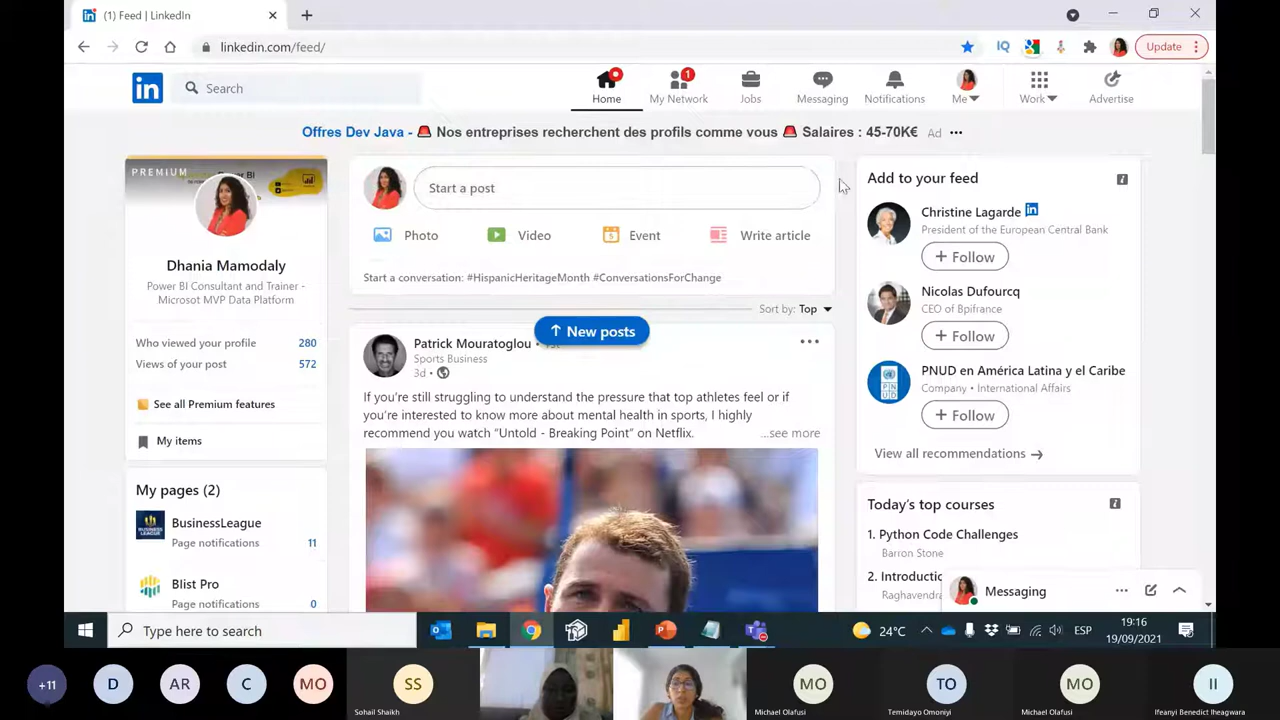 (1) Feed | LinkedIn
linkedin.com/feed/
IQ
Update
in
Search
Home
1
My Network
Jobs
Messaging
Notifications
Me
Work
Advertise
Offres Dev Java - 🚨 Nos entreprises recherchent des profils comme vous 🚨 Salaires : 45-70K€ Ad
PREMIUM
Dhania Mamodaly
Power BI Consultant and Trainer -
Microsot MVP Data Platform
Who viewed your profile 280
Views of your post 572
See all Premium features
My items
My pages (2)
BusinessLeague
Page notifications 11
Blist Pro
Page notifications 0
Start a post
Photo
Video
Event
Write article
Start a conversation: #HispanicHeritageMonth #ConversationsForChange
Sort by: Top
New posts
Patrick Mouratoglou
Sports Business
3d
If you're still struggling to understand the pressure that top athletes feel or if
you're interested to know more about mental health in sports, I highly
recommend you watch “Untold - Breaking Point” on Netflix. ...see more
Add to your feed
Christine Lagarde in
President of the European Central Bank
+ Follow
Nicolas Dufourcq
CEO of Bpifrance
+ Follow
PNUD en América Latina y el Caribe
Company • International Affairs
+ Follow
View all recommendations
Today's top courses
1. Python Code Challenges
Barron Stone
2. Introductic
Raghavendra
Messaging
Type here to search
24°C
ESP
19:16
19/09/2021
+11
D
AR
C
MO
SS
Sohail Shaikh
MO
Michael Olafusi
TO
Temidayo Omoniyi
MO
Michael Olafusi
II
Ifeanyi Benedict Iheagwara